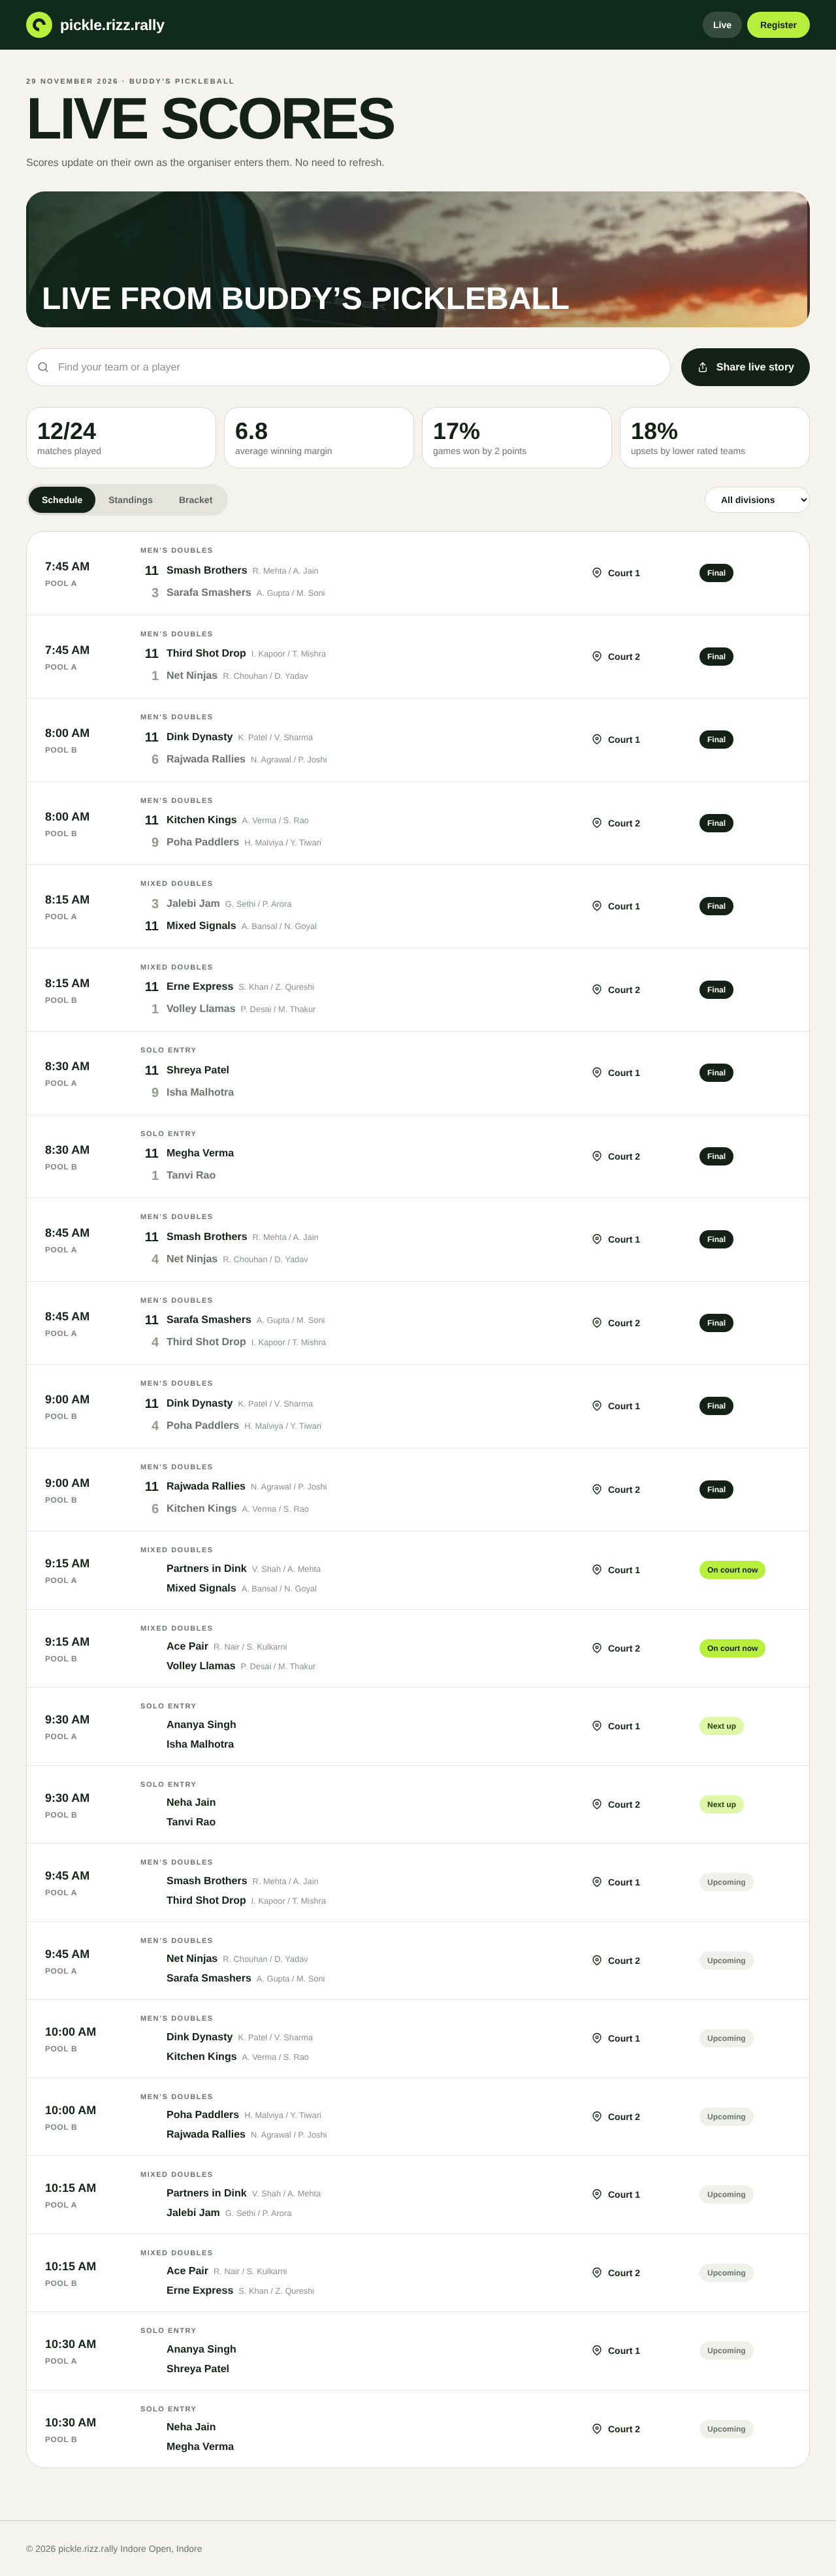 pickle.rizz.rally
Live
Register
29 NOVEMBER 2026 · BUDDY'S PICKLEBALL
LIVE SCORES
Scores update on their own as the organiser enters them. No need to refresh.
LIVE FROM BUDDY’S PICKLEBALL
Find your team or a player
Share live story
12/24
matches played
6.8
average winning margin
17%
games won by 2 points
18%
upsets by lower rated teams
Schedule
Standings
Bracket
All divisions
MEN'S DOUBLES
7:45 AM
POOL A
11 Smash Brothers R. Mehta / A. Jain
3 Sarafa Smashers A. Gupta / M. Soni
Court 1
Final
MEN'S DOUBLES
7:45 AM
POOL A
11 Third Shot Drop I. Kapoor / T. Mishra
1 Net Ninjas R. Chouhan / D. Yadav
Court 2
Final
MEN'S DOUBLES
8:00 AM
POOL B
11 Dink Dynasty K. Patel / V. Sharma
6 Rajwada Rallies N. Agrawal / P. Joshi
Court 1
Final
MEN'S DOUBLES
8:00 AM
POOL B
11 Kitchen Kings A. Verma / S. Rao
9 Poha Paddlers H. Malviya / Y. Tiwari
Court 2
Final
MIXED DOUBLES
8:15 AM
POOL A
3 Jalebi Jam G. Sethi / P. Arora
11 Mixed Signals A. Bansal / N. Goyal
Court 1
Final
MIXED DOUBLES
8:15 AM
POOL B
11 Erne Express S. Khan / Z. Qureshi
1 Volley Llamas P. Desai / M. Thakur
Court 2
Final
SOLO ENTRY
8:30 AM
POOL A
11 Shreya Patel
9 Isha Malhotra
Court 1
Final
SOLO ENTRY
8:30 AM
POOL B
11 Megha Verma
1 Tanvi Rao
Court 2
Final
MEN'S DOUBLES
8:45 AM
POOL A
11 Smash Brothers R. Mehta / A. Jain
4 Net Ninjas R. Chouhan / D. Yadav
Court 1
Final
MEN'S DOUBLES
8:45 AM
POOL A
11 Sarafa Smashers A. Gupta / M. Soni
4 Third Shot Drop I. Kapoor / T. Mishra
Court 2
Final
MEN'S DOUBLES
9:00 AM
POOL B
11 Dink Dynasty K. Patel / V. Sharma
4 Poha Paddlers H. Malviya / Y. Tiwari
Court 1
Final
MEN'S DOUBLES
9:00 AM
POOL B
11 Rajwada Rallies N. Agrawal / P. Joshi
6 Kitchen Kings A. Verma / S. Rao
Court 2
Final
MIXED DOUBLES
9:15 AM
POOL A
Partners in Dink V. Shah / A. Mehta
Mixed Signals A. Bansal / N. Goyal
Court 1
On court now
MIXED DOUBLES
9:15 AM
POOL B
Ace Pair R. Nair / S. Kulkarni
Volley Llamas P. Desai / M. Thakur
Court 2
On court now
SOLO ENTRY
9:30 AM
POOL A
Ananya Singh
Isha Malhotra
Court 1
Next up
SOLO ENTRY
9:30 AM
POOL B
Neha Jain
Tanvi Rao
Court 2
Next up
MEN'S DOUBLES
9:45 AM
POOL A
Smash Brothers R. Mehta / A. Jain
Third Shot Drop I. Kapoor / T. Mishra
Court 1
Upcoming
MEN'S DOUBLES
9:45 AM
POOL A
Net Ninjas R. Chouhan / D. Yadav
Sarafa Smashers A. Gupta / M. Soni
Court 2
Upcoming
MEN'S DOUBLES
10:00 AM
POOL B
Dink Dynasty K. Patel / V. Sharma
Kitchen Kings A. Verma / S. Rao
Court 1
Upcoming
MEN'S DOUBLES
10:00 AM
POOL B
Poha Paddlers H. Malviya / Y. Tiwari
Rajwada Rallies N. Agrawal / P. Joshi
Court 2
Upcoming
MIXED DOUBLES
10:15 AM
POOL A
Partners in Dink V. Shah / A. Mehta
Jalebi Jam G. Sethi / P. Arora
Court 1
Upcoming
MIXED DOUBLES
10:15 AM
POOL B
Ace Pair R. Nair / S. Kulkarni
Erne Express S. Khan / Z. Qureshi
Court 2
Upcoming
SOLO ENTRY
10:30 AM
POOL A
Ananya Singh
Shreya Patel
Court 1
Upcoming
SOLO ENTRY
10:30 AM
POOL B
Neha Jain
Megha Verma
Court 2
Upcoming
© 2026 pickle.rizz.rally Indore Open, Indore